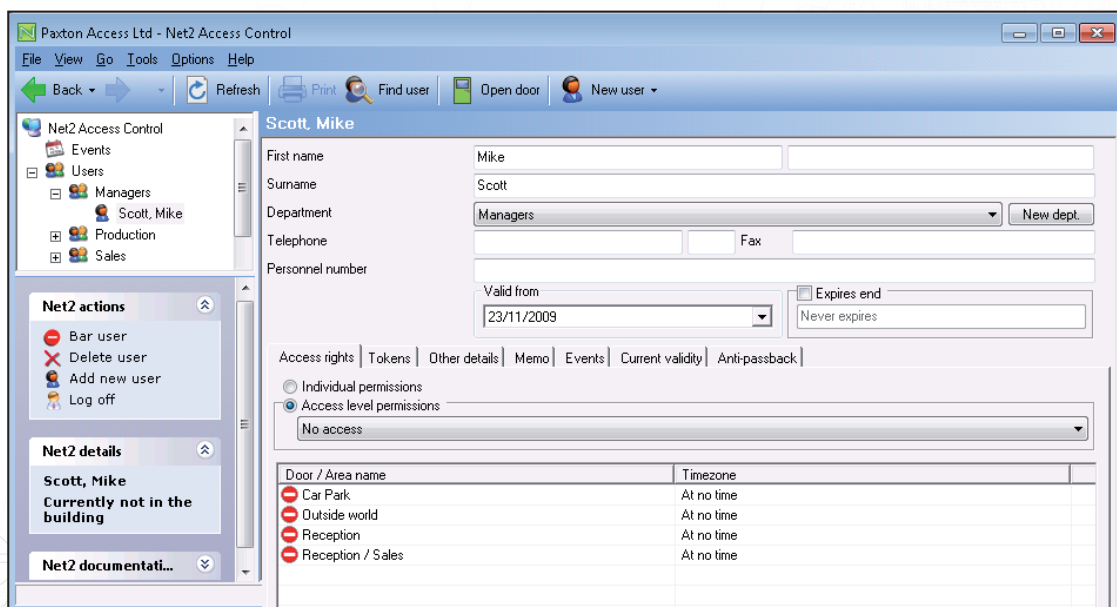 Paxton Access Ltd - Net2 Access Control
File View Go Tools Options Help
Back Refresh Print Find user Open door New user
Net2 Access Control
Events
Users
Managers
Scott, Mike
Production
Sales
Net2 actions
Bar user
Delete user
Add new user
Log off
Net2 details
Scott, Mike
Currently not in the
building
Net2 documentati...
Scott, Mike
First name Mike
Surname Scott
Department Managers New dept.
Telephone Fax
Personnel number
Valid from Expires end
23/11/2009 Never expires
Access rights Tokens Other details Memo Events Current validity Anti-passback
Individual permissions
Access level permissions
No access
Door / Area name Timezone
Car Park At no time
Outside world At no time
Reception At no time
Reception / Sales At no time